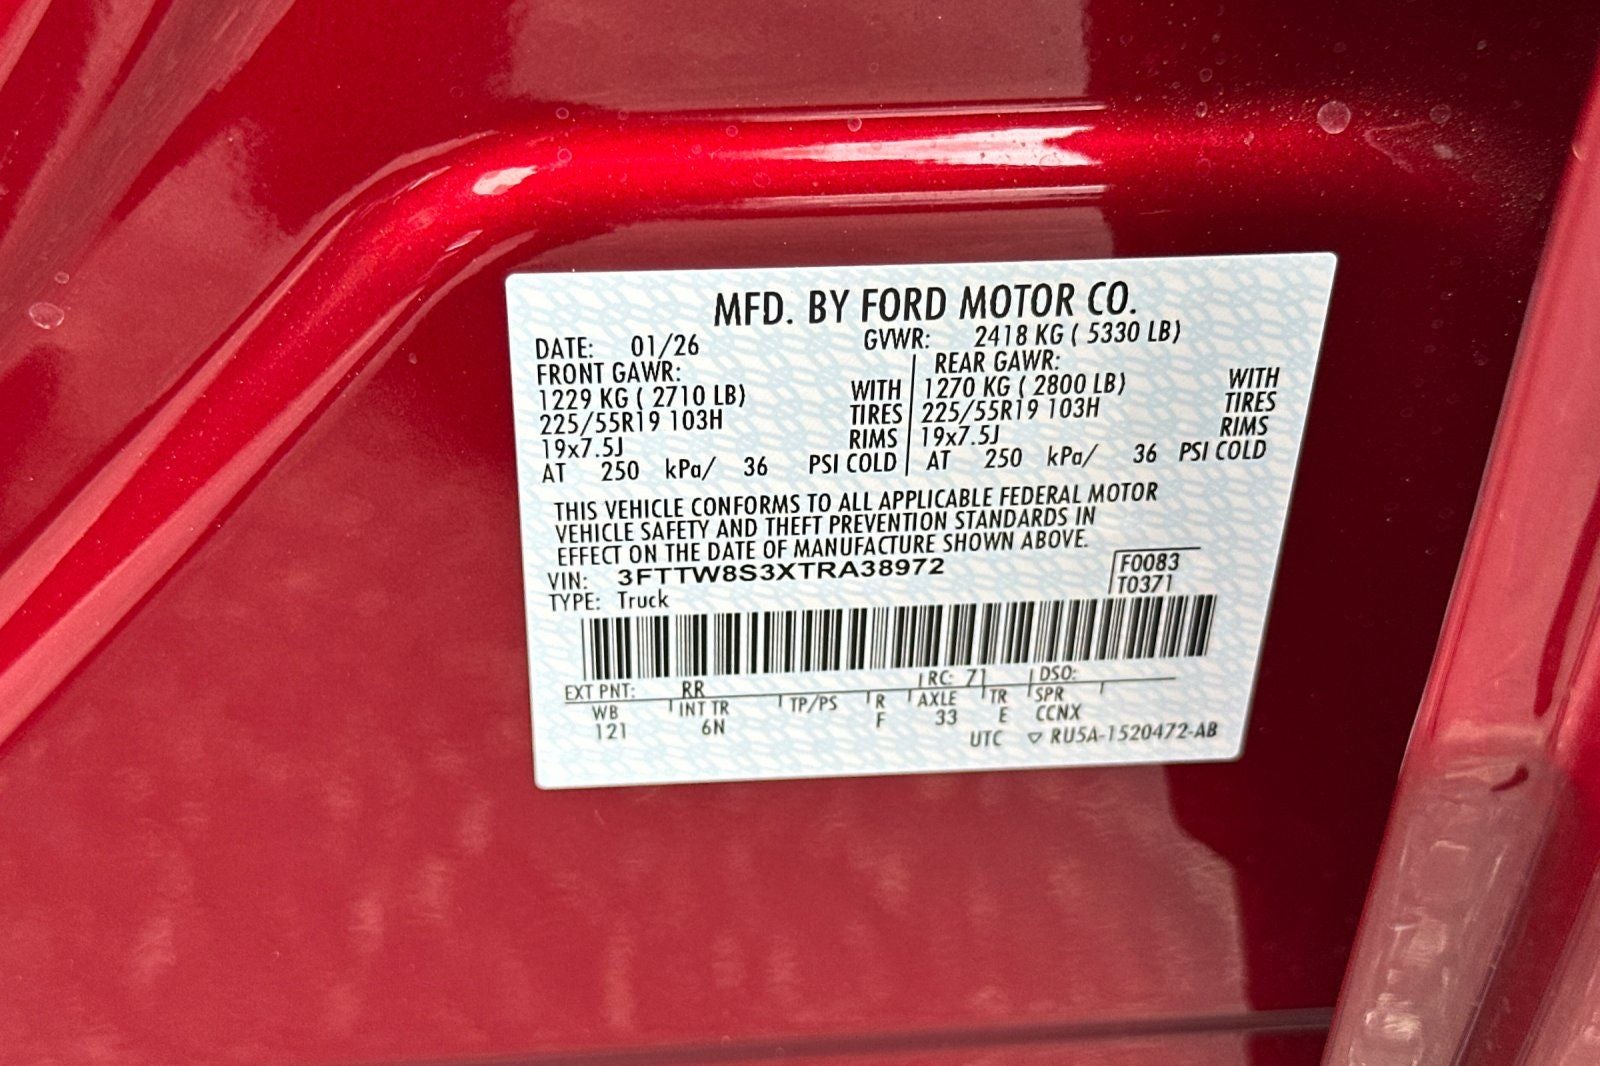 MFD. BY FORD MOTOR CO.
DATE: 01/26 GVWR: 2418 KG ( 5330 LB)
FRONT GAWR: REAR GAWR:
1229 KG ( 2710 LB) WITH 1270 KG ( 2800 LB) WITH
225/55R19 103H TIRES 225/55R19 103H TIRES
19x7.5J RIMS 19x7.5J RIMS
AT 250 kPa/ 36 PSI COLD AT 250 kPa/ 36 PSI COLD
THIS VEHICLE CONFORMS TO ALL APPLICABLE FEDERAL MOTOR
VEHICLE SAFETY AND THEFT PREVENTION STANDARDS IN
EFFECT ON THE DATE OF MANUFACTURE SHOWN ABOVE.
VIN: 3FTTW8S3XTRA38972 F0083
TYPE: Truck T0371
EXT PNT: RR RC: 71 DSO:
WB INT TR TP/PS R AXLE TR SPR
121 6N F 33 E CCNX
UTC ▽ RU5A-1520472-AB